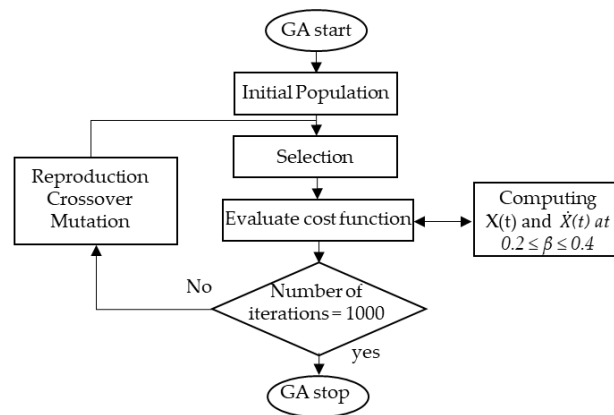 GA start
Initial Population
Selection
Reproduction
Crossover
Mutation
Evaluate cost function
Computing
X(t) and Ẋ(t) at
0.2 ≤ β ≤ 0.4
No
Number of
iterations = 1000
yes
GA stop